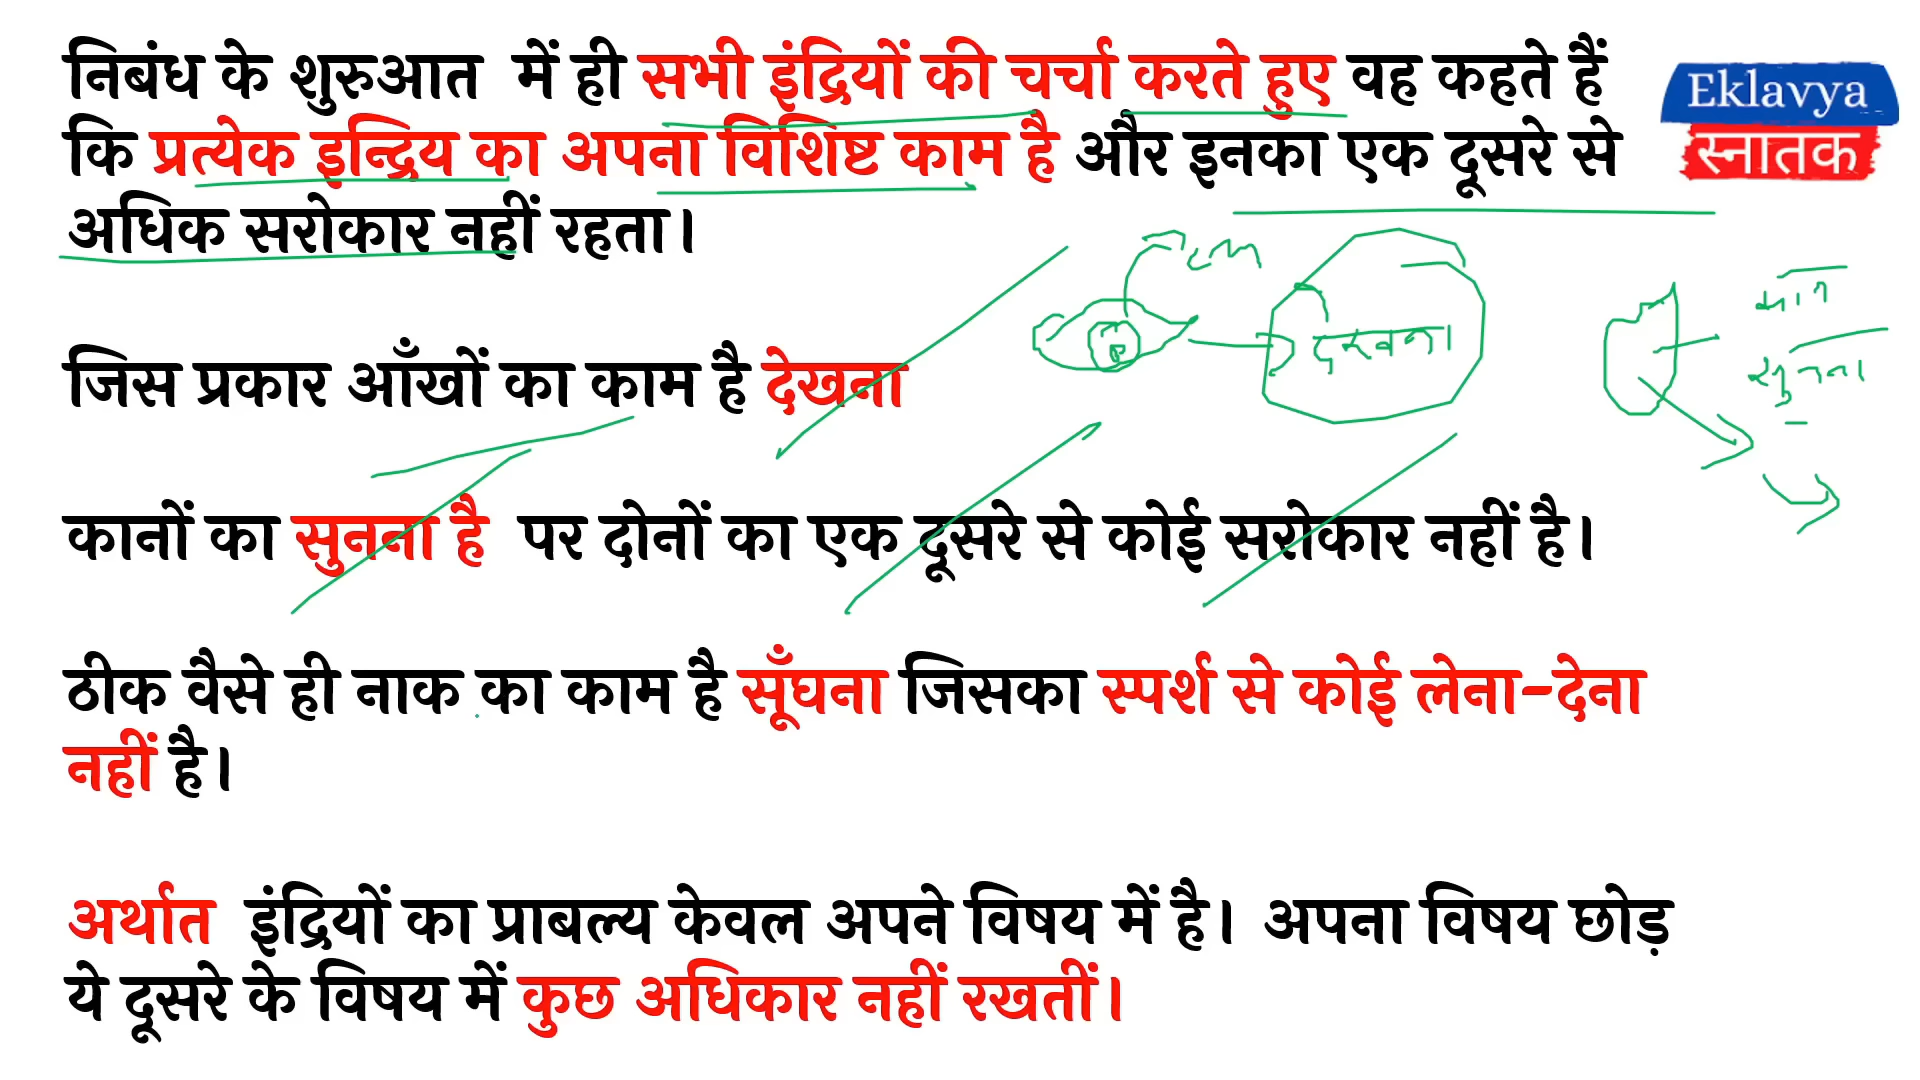 निबंध के शुरुआत में ही सभी इंद्रियों की चर्चा करते हुए वह कहते हैं
कि प्रत्येक इन्द्रिय का अपना विशिष्ट काम है और इनका एक दूसरे से
अधिक सरोकार नहीं रहता।
Eklavya
स्नातक
जिस प्रकार आँखों का काम है देखना
देखना
कान
सुनना
कानों का सुनना है पर दोनों का एक दूसरे से कोई सरोकार नहीं है।
ठीक वैसे ही नाक का काम है सूँघना जिसका स्पर्श से कोई लेना-देना
नहीं है।
अर्थात इंद्रियों का प्राबल्य केवल अपने विषय में है। अपना विषय छोड़
ये दूसरे के विषय में कुछ अधिकार नहीं रखतीं।